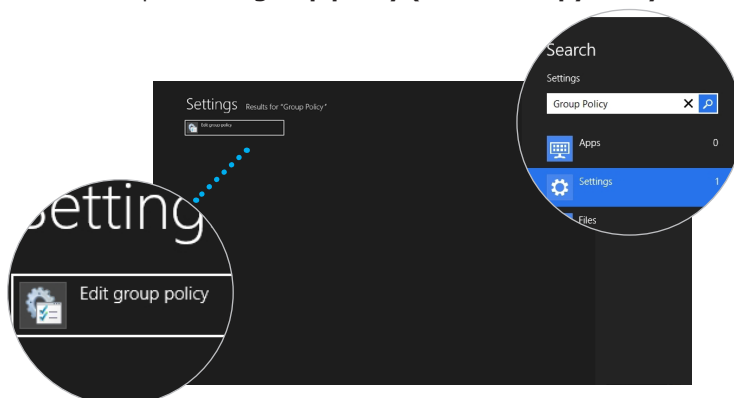 Search
Settings
Group Policy
Apps 0
Settings 1
Files
Settings Results for "Group Policy"
Edit group policy
Setting
Edit group policy